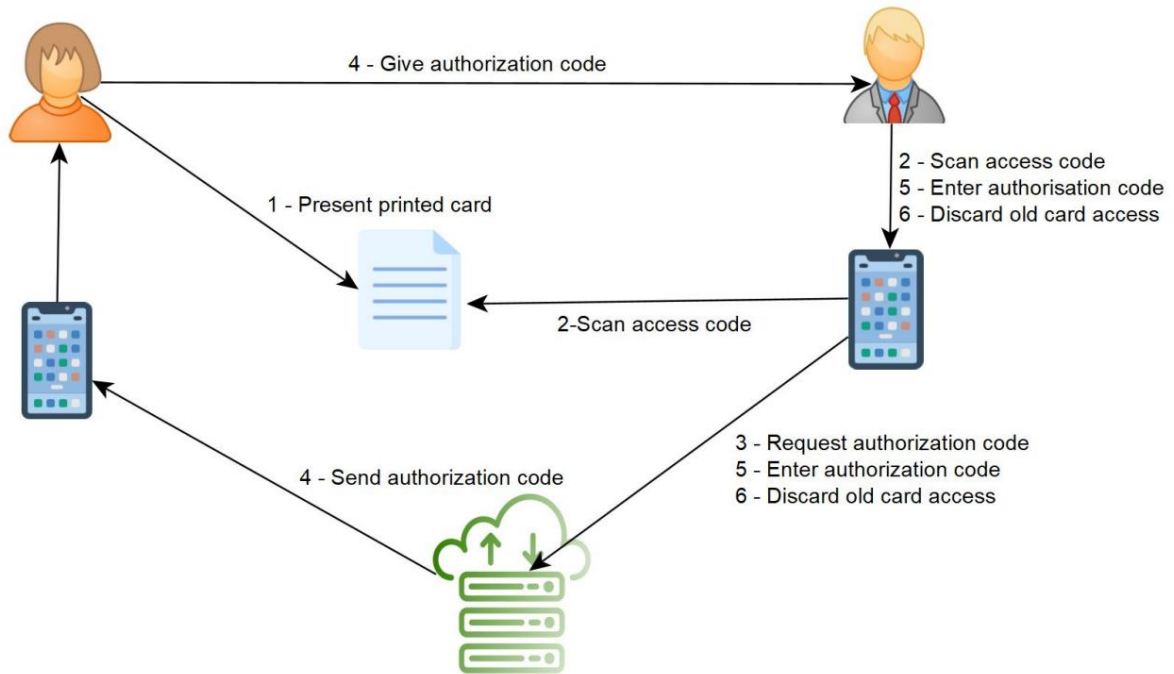 4 - Give authorization code
2 - Scan access code
5 - Enter authorisation code
6 - Discard old card access
1 - Present printed card
2-Scan access code
3 - Request authorization code
5 - Enter authorization code
6 - Discard old card access
4 - Send authorization code